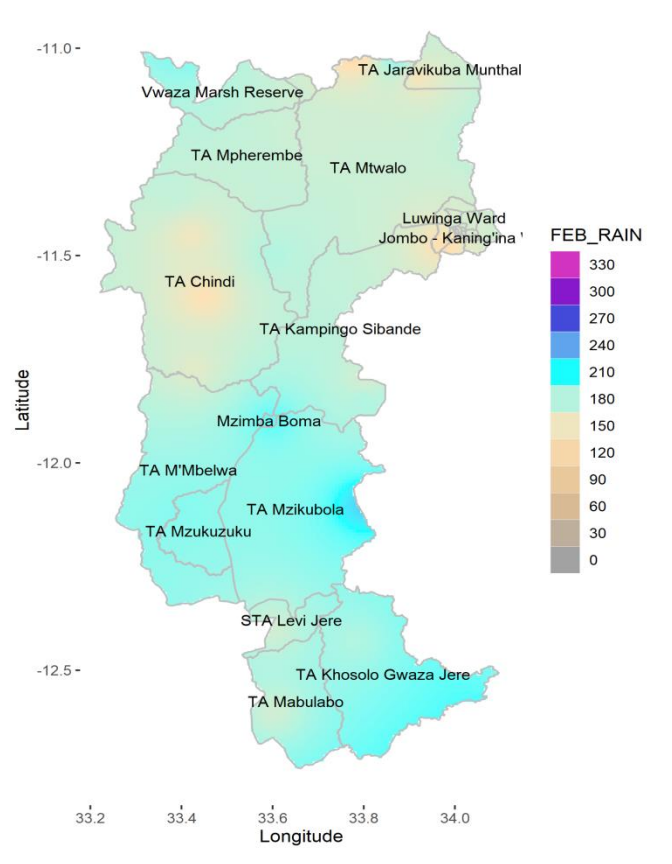 -11.0
TA Jaravikuba Munthal
Vwaza Marsh Reserve
TA Mpherembe
TA Mtwalo
Luwinga Ward
Jombo - Kaning'ina
-11.5
TA Chindi
TA Kampingo Sibande
Latitude
Mzimba Boma
-12.0
TA M'Mbelwa
TA Mzikubola
TA Mzukuzuku
STA Levi Jere
-12.5
TA Khosolo Gwaza Jere
TA Mabulabo
33.2 33.4 33.6 33.8 34.0
Longitude
FEB_RAIN
330
300
270
240
210
180
150
120
90
60
30
0